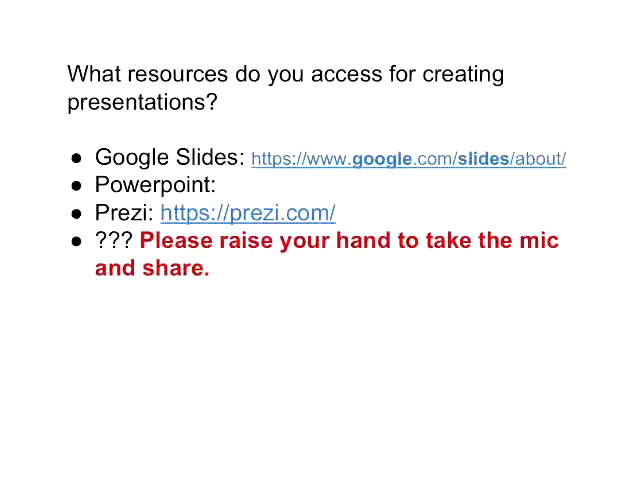 What resources do you access for creating
presentations?
● Google Slides: https://www.google.com/slides/about/
● Powerpoint:
● Prezi: https://prezi.com/
● ??? Please raise your hand to take the mic
and share.